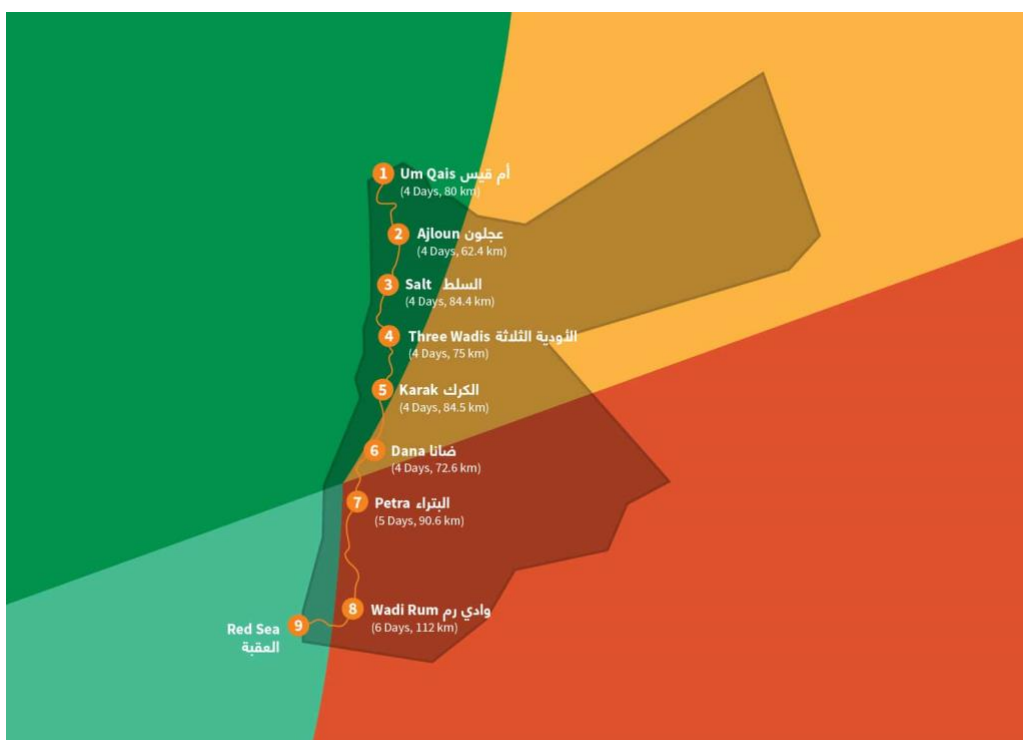 1 Um Qais أم قيس
(4 Days, 80 km)
2 Ajloun عجلون
(4 Days, 62.4 km)
3 Salt السلط
(4 Days, 84.4 km)
4 Three Wadis الأودية الثلاثة
(4 Days, 75 km)
5 Karak الكرك
(4 Days, 84.5 km)
6 Dana ضانا
(4 Days, 72.6 km)
7 Petra البتراء
(5 Days, 90.6 km)
8 Wadi Rum وادي رم
(6 Days, 112 km)
Red Sea 9
العقبة